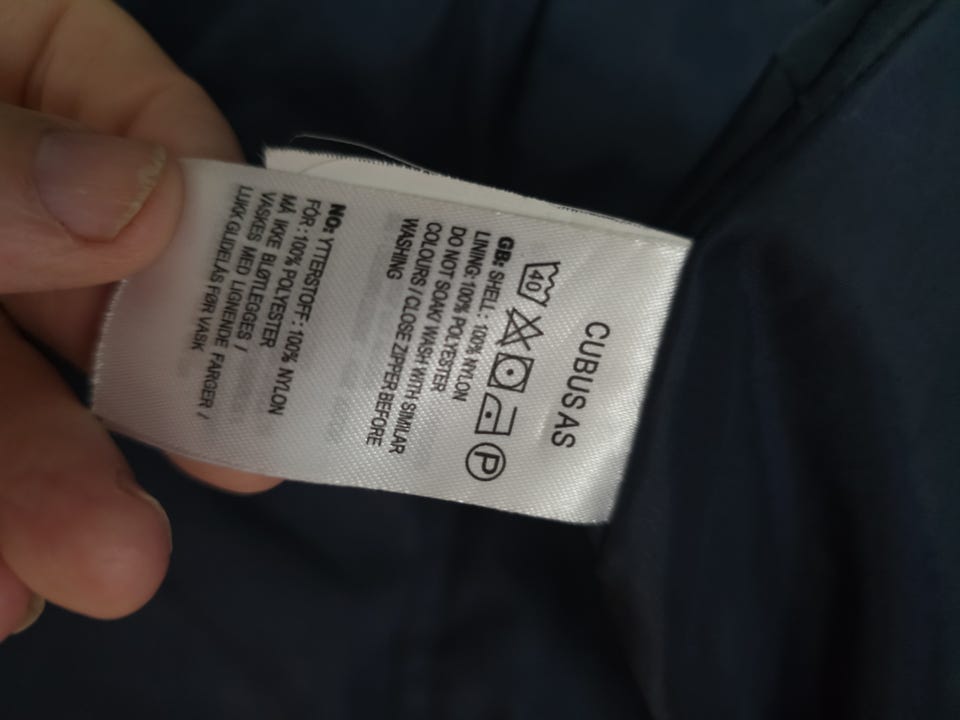 CUBUS AS
40 P
GB: SHELL : 100% NYLON
LINING: 100% POLYESTER
DO NOT SOAK/ WASH WITH SIMILAR
COLOURS / CLOSE ZIPPER BEFORE
WASHING
NO: YTTERSTOFF : 100% NYLON
FÔR : 100% POLYESTER
MÅ IKKE BLØTLEGGES /
VASKES MED LIGNENDE FARGER /
LUKK GLIDELÅS FØR VASK